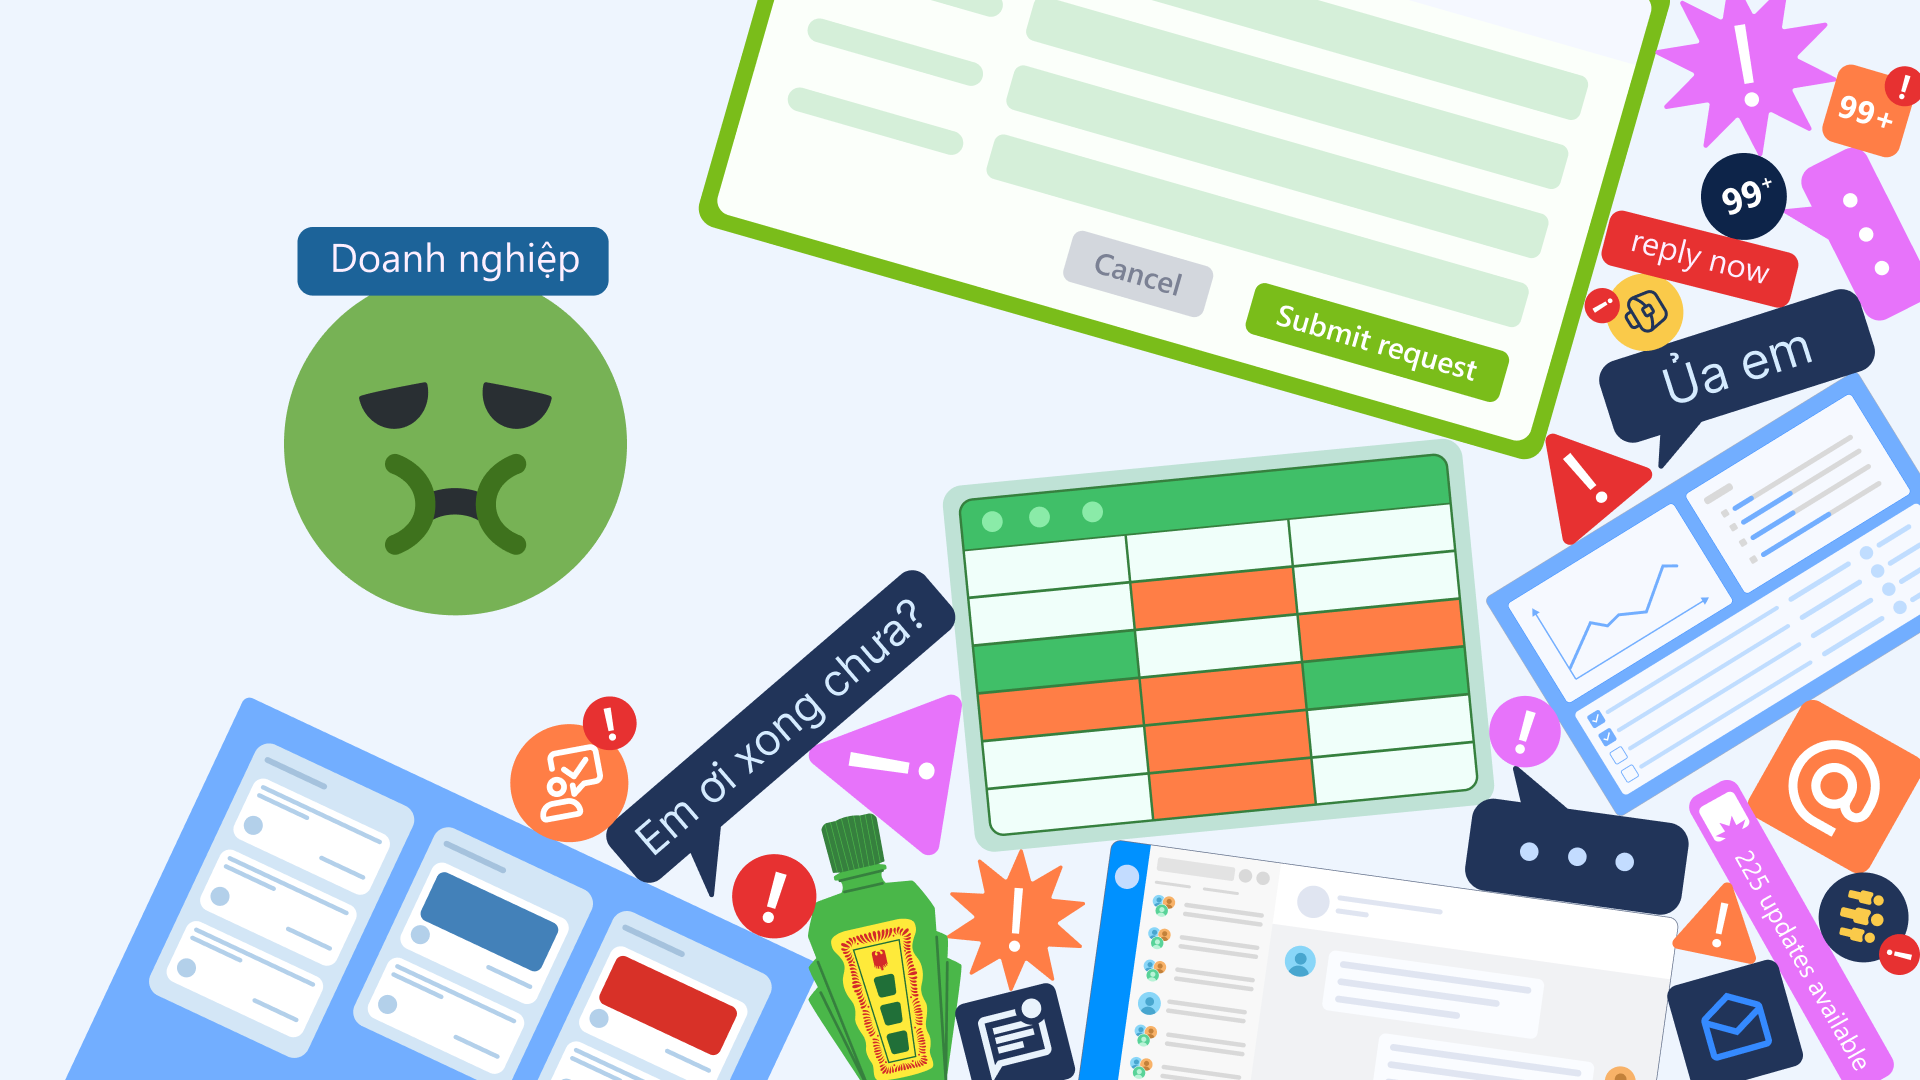 Doanh nghiệp
Cancel
Submit request
99+
99+
reply now
Ủa em
Em ơi xong chưa?
225 updates available